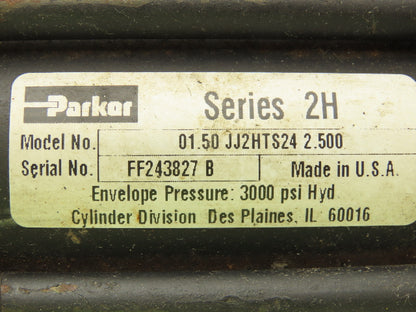 Parker Series 2H
Model No. 01.50 JJ2HTS24 2.500
Serial No. FF243827 B Made in U.S.A.
Envelope Pressure: 3000 psi Hyd
Cylinder Division Des Plaines, IL 60016